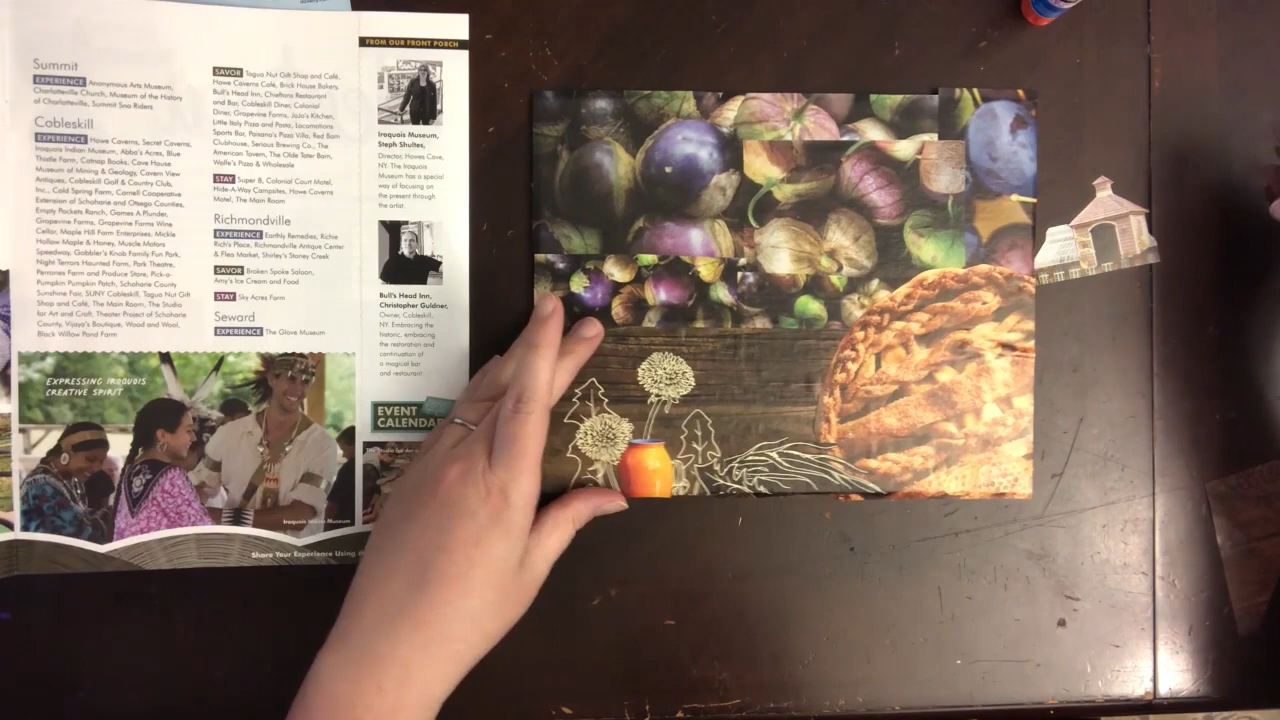 Summit
EXPERIENCE Anonymous Arts Museum,
Charlotteville Church, Museum of the History
of Charlotteville, Summit Sno Riders
Cobleskill
EXPERIENCE Howe Caverns, Secret Caverns,
Iroquois Indian Museum, Abba's Acres, Blue
Thistle Farm, Catnap Books, Cave House
Museum of Mining & Geology, Cavern View
Antiques, Cobleskill Golf & Country Club,
Inc., Cold Spring Farm, Cornell Cooperative
Extension of Schoharie and Otsego Counties,
Empty Pockets Ranch, Games A Plunder,
Grapevine Farms, Grapevine Farms Wine
Cellar, Maple Hill Farm Enterprises, Mickle
Hollow Maple & Honey, Muscle Motors
Speedway, Gobbler's Knob Family Fun Park,
Night Terrors Haunted Farm, Park Theatre,
Perrones Farm and Produce Store, Pick-a-
Pumpkin Pumpkin Patch, Schoharie County
Sunshine Fair, SUNY Cobleskill, Tagua Nut Gift
Shop and Café, The Main Room, The Studio
for Art and Craft, Theater Project of Schoharie
County, Vijaya's Boutique, Wood and Wool,
Black Willow Pond Farm
SAVOR Tagua Nut Gift Shop and Café,
Howe Caverns Café, Brick House Bakery,
Bull's Head Inn, Chieftans Restaurant
and Bar, Cobleskill Diner, Colonial
Diner, Grapevine Farms, JoJo's Kitchen,
Little Italy Pizza and Pasta, Locomotions
Sports Bar, Paisano's Pizza Villa, Red Barn
Clubhouse, Serious Brewing Co., The
American Tavern, The Olde Tater Barn,
Wolfe's Pizza & Wholesale
STAY Super 8, Colonial Court Motel,
Hide-A-Way Campsites, Howe Caverns
Motel, The Main Room
Richmondville
EXPERIENCE Earthly Remedies, Richie
Rich's Place, Richmondville Antique Center
& Flea Market, Shirley's Stoney Creek
SAVOR Broken Spoke Saloon,
Amy's Ice Cream and Food
STAY Sky Acres Farm
Seward
EXPERIENCE The Glove Museum
FROM OUR FRONT PORCH
Iroquois Museum,
Steph Shultes,
Director, Howes Cave,
NY. The Iroquois
Museum has a special
way of focusing on
the present through
the artist.
Bull's Head Inn,
Christopher Guldner,
Owner, Cobleskill,
NY. Embracing the
historic, embracing
the restoration and
continuation of
a magical bar
and restaurant.
EVENT
CALENDAR
EXPRESSING IROQUOIS
CREATIVE SPIRIT
Iroquois Indian Museum
The Studio for
Share Your Experience Using